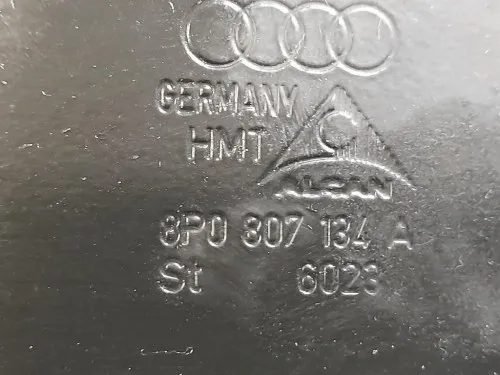 GERMANY
HMT
ALCAN
8P0 807 134 A
St 6023